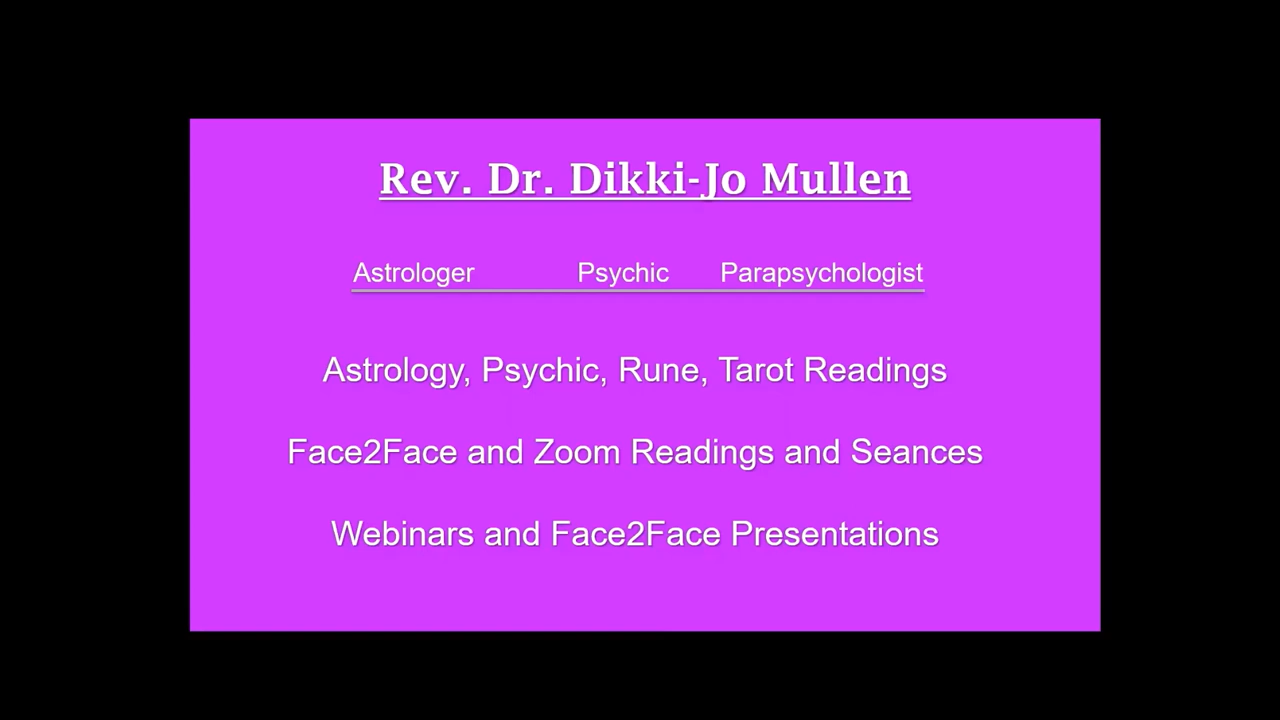 Rev. Dr. Dikki-Jo Mullen
Astrologer Psychic Parapsychologist
Astrology, Psychic, Rune, Tarot Readings
Face2Face and Zoom Readings and Seances
Webinars and Face2Face Presentations